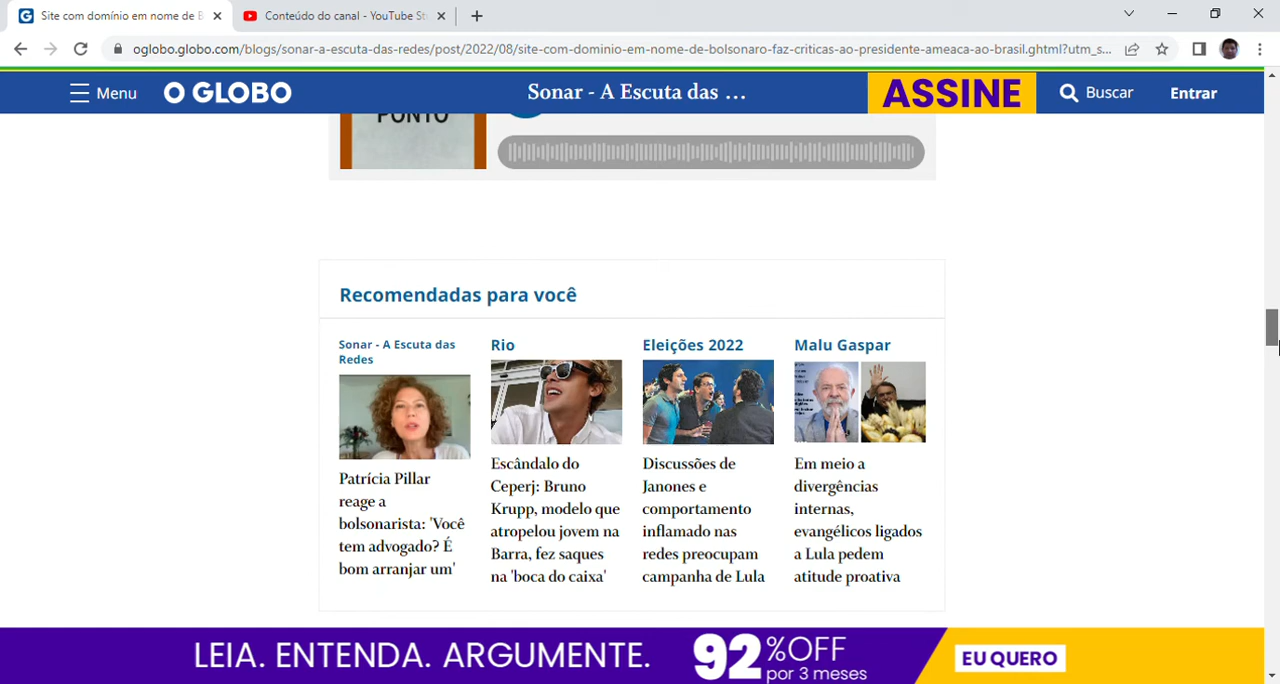 Site com domínio em nome de B
Conteúdo do canal - YouTube St
oglobo.globo.com/blogs/sonar-a-escuta-das-redes/post/2022/08/site-com-dominio-em-nome-de-bolsonaro-faz-criticas-ao-presidente-ameaca-ao-brasil.ghtml?utm_s...
Menu
O GLOBO
Sonar - A Escuta das ...
ASSINE
Buscar
Entrar
PONTO
Recomendadas para você
Sonar - A Escuta das
Redes
Patrícia Pillar
reage a
bolsonarista: 'Você
tem advogado? É
bom arranjar um'
Rio
Escândalo do
Ceperj: Bruno
Krupp, modelo que
atropelou jovem na
Barra, fez saques
na 'boca do caixa'
Eleições 2022
Discussões de
Janones e
comportamento
inflamado nas
redes preocupam
campanha de Lula
Malu Gaspar
Em meio a
divergências
internas,
evangélicos ligados
a Lula pedem
atitude proativa
LEIA. ENTENDA. ARGUMENTE.
92%OFF
por 3 meses
EU QUERO